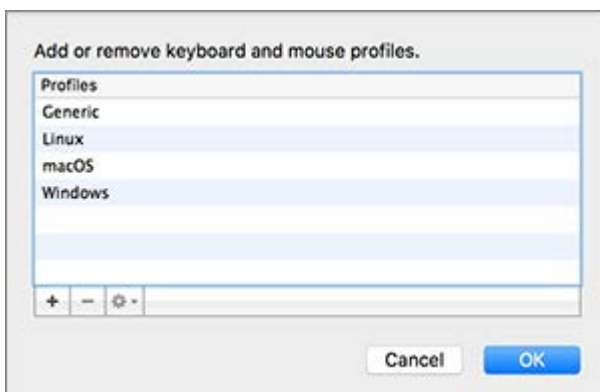 Add or remove keyboard and mouse profiles.
Profiles
Generic
Linux
macOS
Windows
+ −
Cancel OK